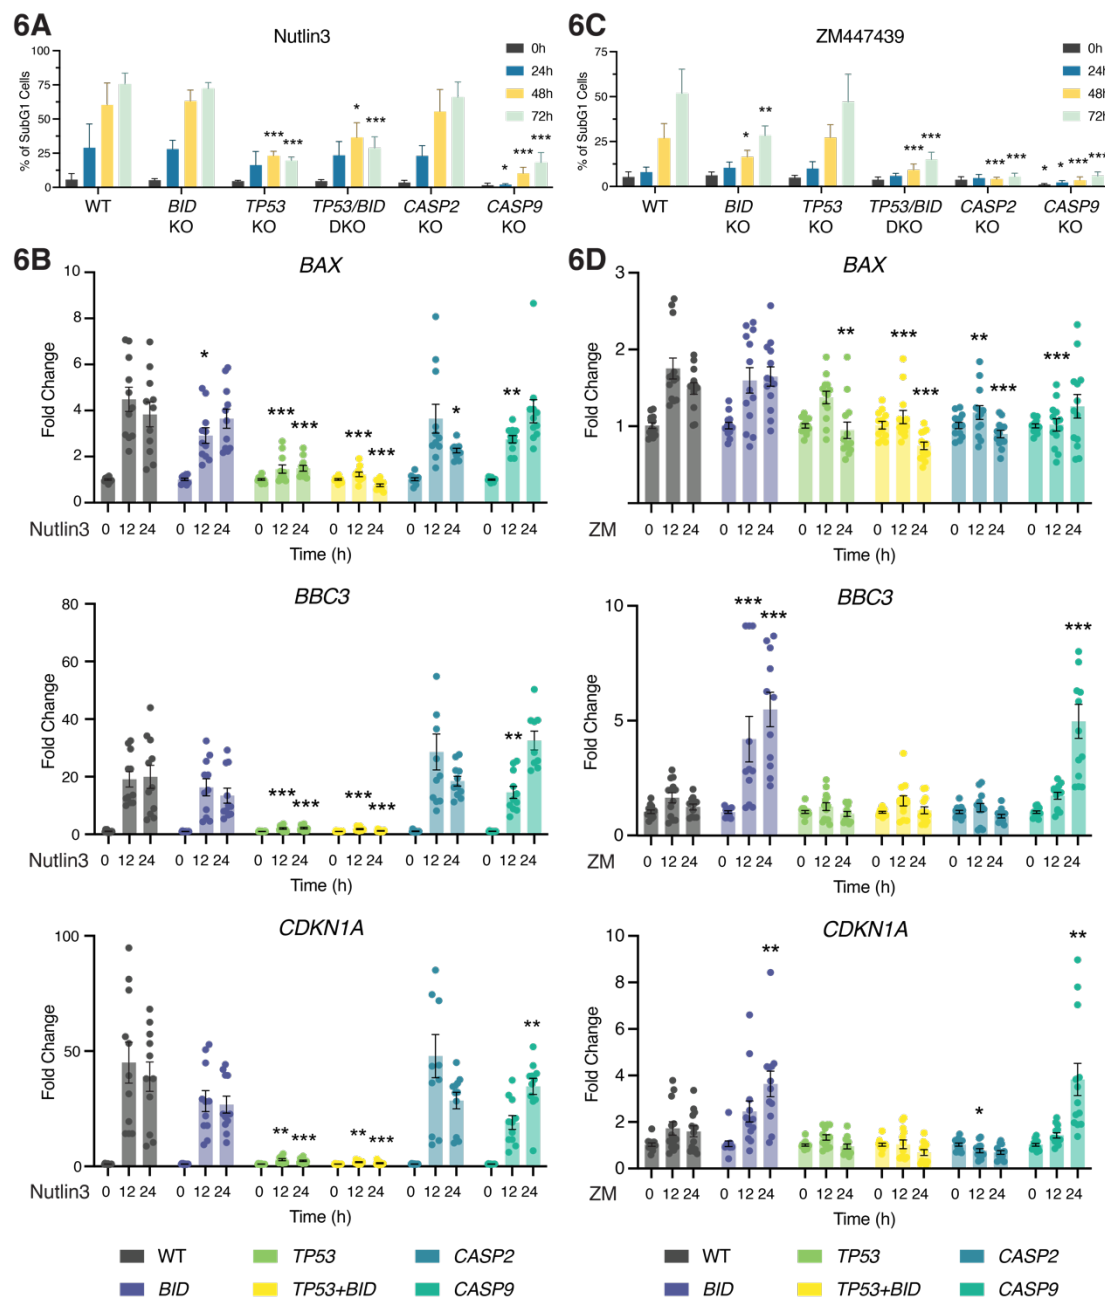 6A
Nutlin3
% of SubG1 Cells
100
75
50
25
0
0h
24h
48h
72h
*** ***
* ***
* *** ***
WT
BID KO
TP53 KO
TP53/BID DKO
CASP2 KO
CASP9 KO
6C
ZM447439
% of SubG1 Cells
75
50
25
0
0h
24h
48h
72h
* **
*** ***
*** ***
* * *** ***
WT
BID KO
TP53 KO
TP53/BID DKO
CASP2 KO
CASP9 KO
6B
BAX
Fold Change
10
8
6
4
2
0
*
*** ***
*** ***
*
**
Nutlin3 0 12 24 0 12 24 0 12 24 0 12 24 0 12 24 0 12 24
Time (h)
6D
BAX
Fold Change
3
2
1
**
*** ***
** ***
***
ZM 0 12 24 0 12 24 0 12 24 0 12 24 0 12 24 0 12 24
Time (h)
BBC3
Fold Change
80
60
40
20
0
*** ***
*** ***
**
Nutlin3 0 12 24 0 12 24 0 12 24 0 12 24 0 12 24 0 12 24
Time (h)
BBC3
Fold Change
10
5
0
*** ***
***
ZM 0 12 24 0 12 24 0 12 24 0 12 24 0 12 24 0 12 24
Time (h)
CDKN1A
Fold Change
100
50
0
** ***
** ***
**
Nutlin3 0 12 24 0 12 24 0 12 24 0 12 24 0 12 24 0 12 24
Time (h)
CDKN1A
Fold Change
10
8
6
4
2
0
**
*
**
ZM 0 12 24 0 12 24 0 12 24 0 12 24 0 12 24 0 12 24
Time (h)
WT TP53 CASP2
BID TP53+BID CASP9
WT TP53 CASP2
BID TP53+BID CASP9